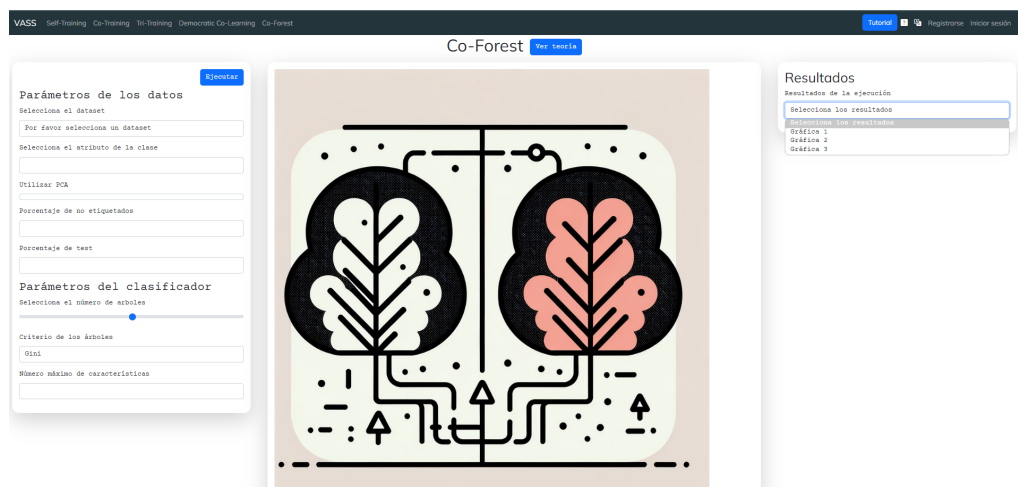 VASS Self-Training Co-Training Tri-Training Democratic Co-Learning Co-Forest Tutorial Registrarse Iniciar sesión
Co-Forest Ver teoría
Ejecutar
Parámetros de los datos
Selecciona el dataset
Por favor selecciona un dataset
Selecciona el atributo de la clase
Utilizar PCA
Porcentaje de no etiquetados
Porcentaje de test
Parámetros del clasificador
Selecciona el número de arboles
Criterio de los árboles
Gini
Número máximo de características
Resultados
Resultados de la ejecución
Selecciona los resultados
Selecciona los resultados
Gráfica 1
Gráfica 2
Gráfica 3